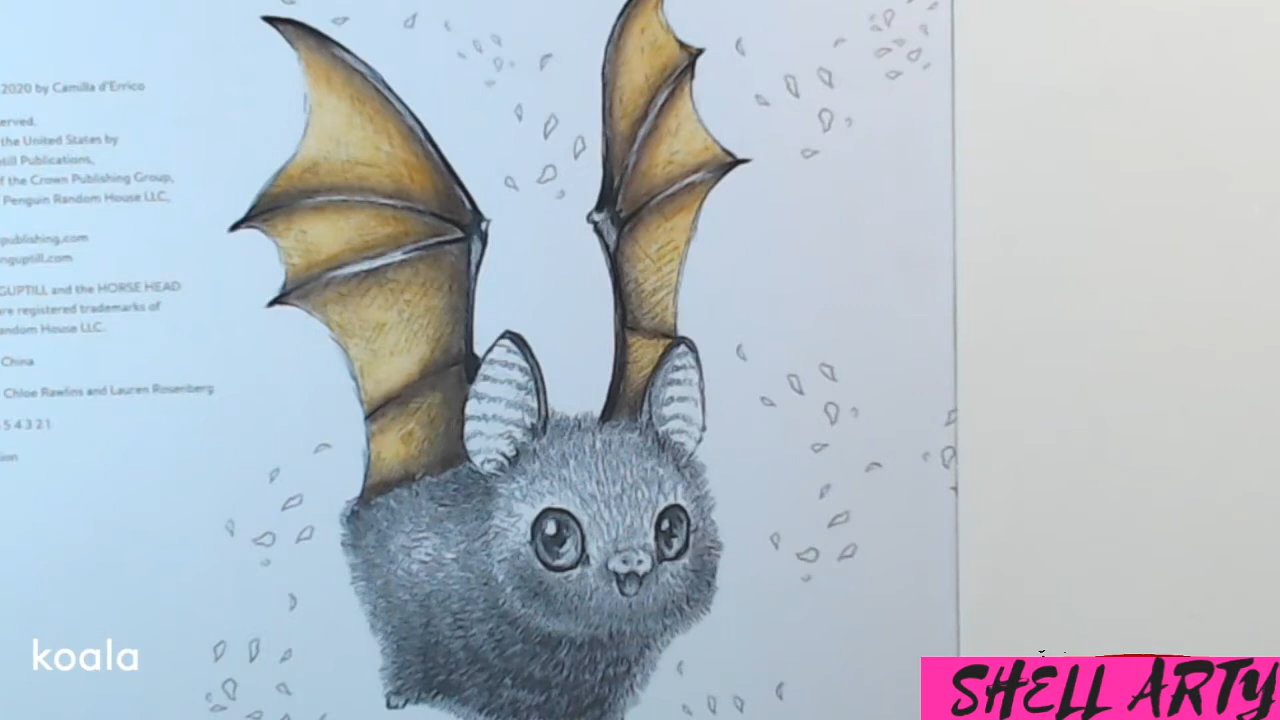 2020 by Camilla d'Errico
erved.
the United States by
still Publications,
f the Crown Publishing Group,
Penguin Random House LLC,
publishing.com
nguptill.com
GUPTILL and the HORSE HEAD
are registered trademarks of
andom House LLC.
China
Chloe Rawlins and Lauren Rosenberg
5 4 3 2 1
ion
koala
SHELL ARTY